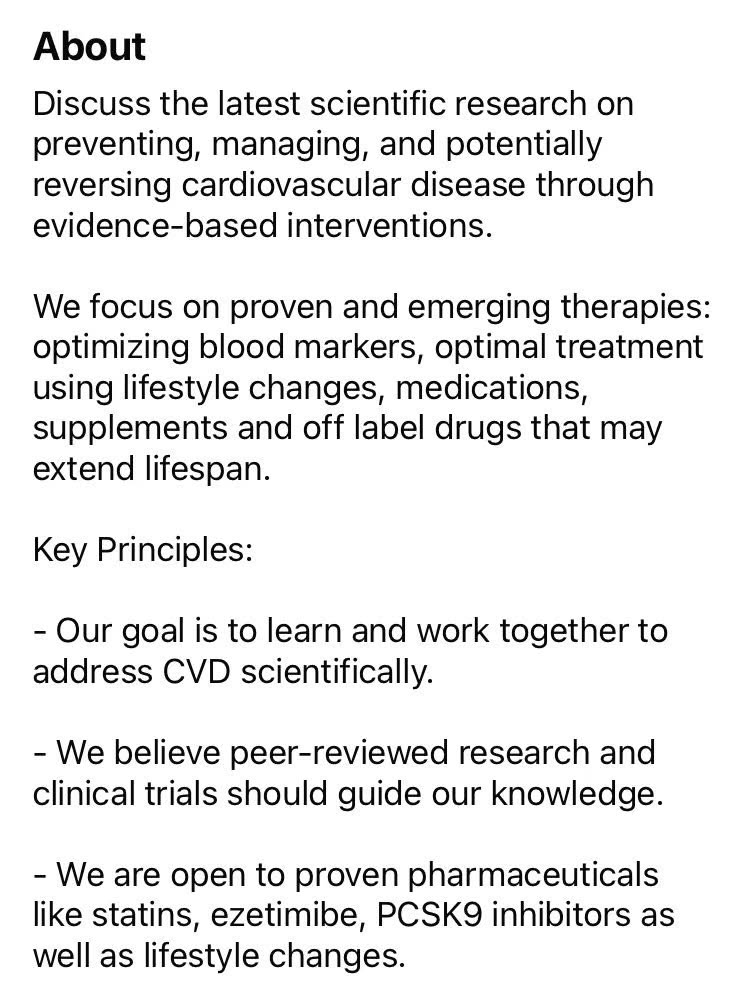 About
Discuss the latest scientific research on
preventing, managing, and potentially
reversing cardiovascular disease through
evidence-based interventions.
We focus on proven and emerging therapies:
optimizing blood markers, optimal treatment
using lifestyle changes, medications,
supplements and off label drugs that may
extend lifespan.
Key Principles:
- Our goal is to learn and work together to
address CVD scientifically.
- We believe peer-reviewed research and
clinical trials should guide our knowledge.
- We are open to proven pharmaceuticals
like statins, ezetimibe, PCSK9 inhibitors as
well as lifestyle changes.